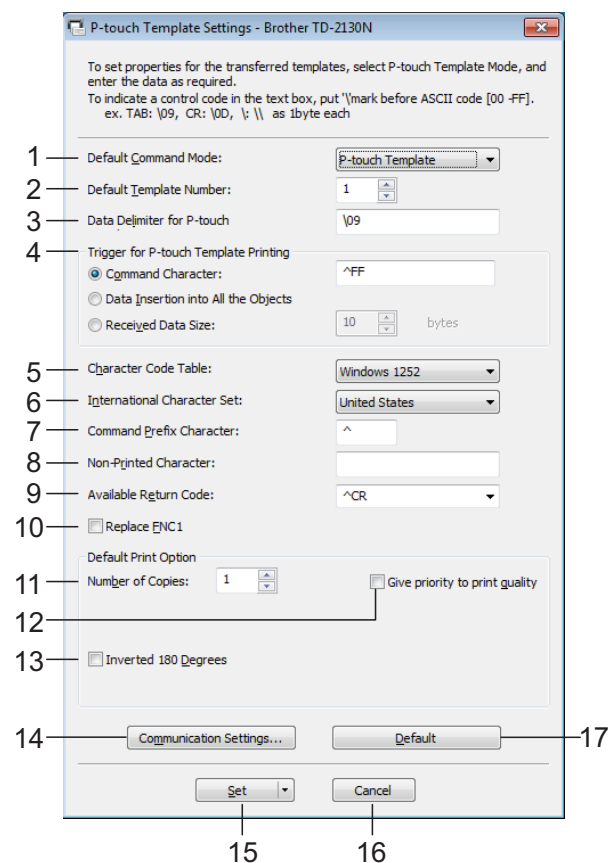 P-touch Template Settings - Brother TD-2130N
To set properties for the transferred templates, select P-touch Template Mode, and
enter the data as required.
To indicate a control code in the text box, put '\'mark before ASCII code [00 -FF].
ex. TAB: \09, CR: \0D, \: \\ as 1byte
each
1 Default Command Mode: P-touch Template
2 Default Template Number: 1
3 Data Delimiter for P-touch \09
4 Trigger for P-touch Template Printing
Command Character: ^FF
Data Insertion into All the Objects
Received Data Size: 10 bytes
5 Character Code Table: Windows 1252
6 International Character Set: United States
7 Command Prefix Character: ^
8 Non-Printed Character:
9 Available Return Code: ^CR
10 Replace FNC1
Default Print Option
11 Number of Copies: 1 Give priority to print quality
12
13 Inverted 180 Degrees
14 Communication Settings... Default 17
Set Cancel
15 16